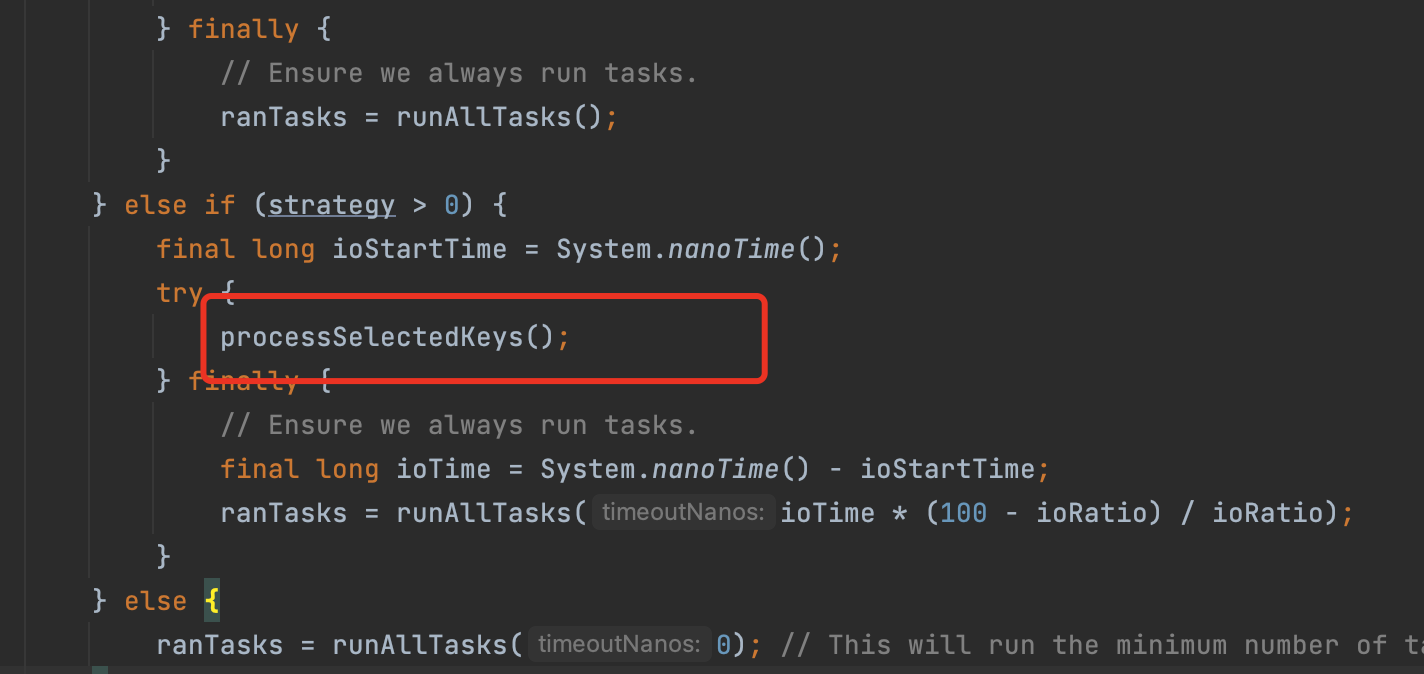 } finally {
// Ensure we always run tasks.
ranTasks = runAllTasks();
}
} else if (strategy > 0) {
final long ioStartTime = System.nanoTime();
try {
processSelectedKeys();
} finally {
// Ensure we always run tasks.
final long ioTime = System.nanoTime() - ioStartTime;
ranTasks = runAllTasks( timeoutNanos: ioTime * (100 - ioRatio) / ioRatio);
}
} else {
ranTasks = runAllTasks( timeoutNanos: 0); // This will run the minimum number of